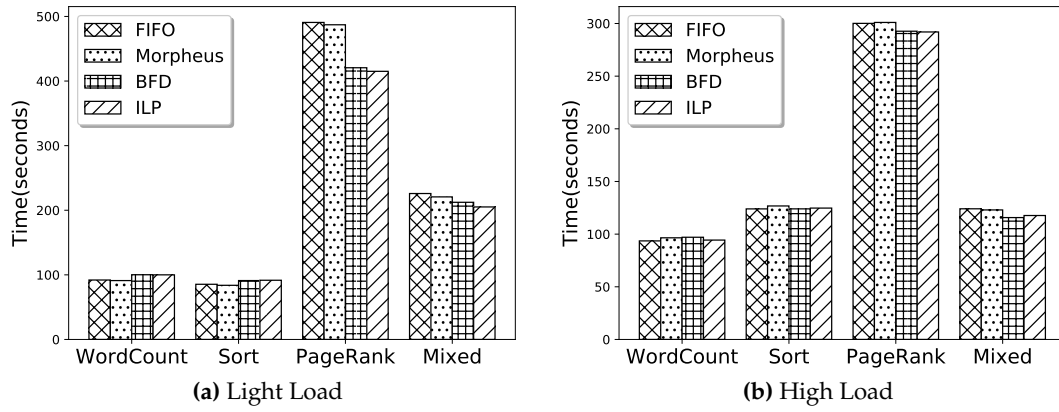 500
400
300
200
100
0
Time(seconds)
FIFO
Morpheus
BFD
ILP
WordCount Sort PageRank Mixed
(a) Light Load
300
250
200
150
100
50
0
Time(seconds)
FIFO
Morpheus
BFD
ILP
WordCount Sort PageRank Mixed
(b) High Load